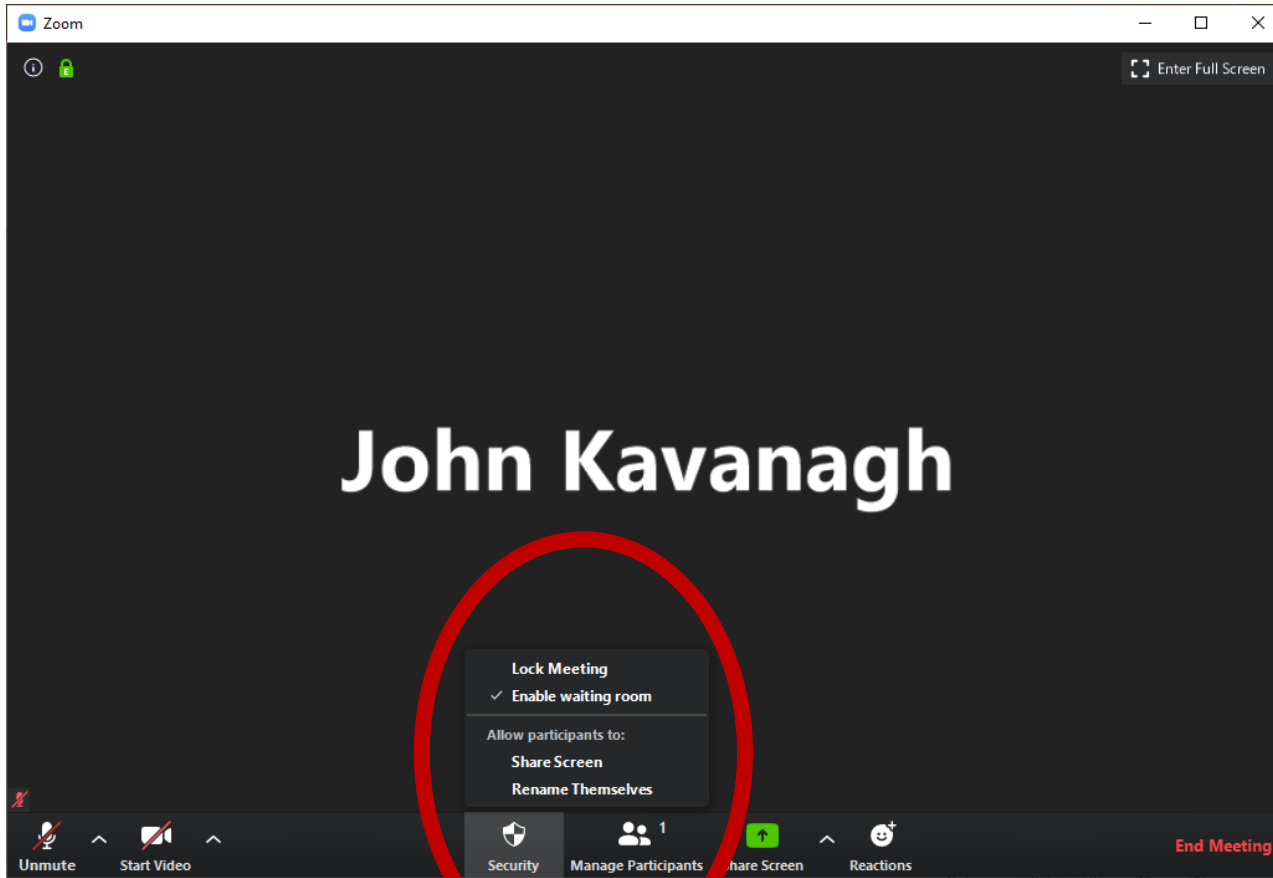 Zoom
E
Enter Full Screen
John Kavanagh
Lock Meeting
Enable waiting room
Allow participants to:
Share Screen
Rename Themselves
1
Unmute
Start Video
Security
Manage Participants
hare Screen
Reactions
End Meeting